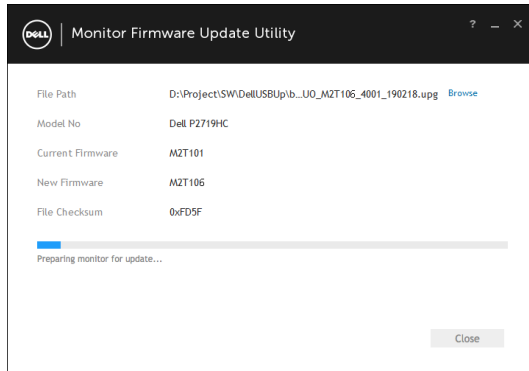 DELL Monitor Firmware Update Utility ?
File Path D:\Project\SW\DellUSBUp\b...UO_M2T106_4001_190218.upg Browse
Model No Dell P2719HC
Current Firmware M2T101
New Firmware M2T106
File Checksum 0xFD5F
Preparing monitor for update...
Close